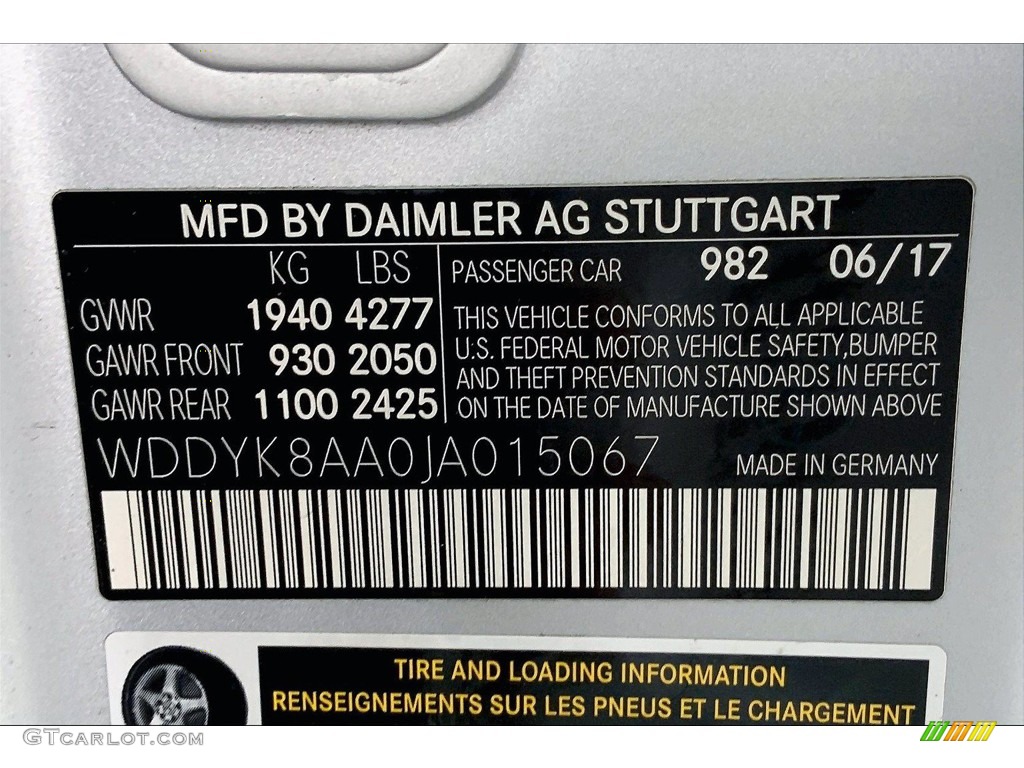 MFD BY DAIMLER AG STUTTGART
KG LBS
GVWR 1940 4277
GAWR FRONT 930 2050
GAWR REAR 1100 2425
PASSENGER CAR 982 06/17
THIS VEHICLE CONFORMS TO ALL APPLICABLE
U.S. FEDERAL MOTOR VEHICLE SAFETY,BUMPER
AND THEFT PREVENTION STANDARDS IN EFFECT
ON THE DATE OF MANUFACTURE SHOWN ABOVE
WDDYK8AA0JA015067
MADE IN GERMANY
TIRE AND LOADING INFORMATION
RENSEIGNEMENTS SUR LES PNEUS ET LE CHARGEMENT
GTCARLOT.COM